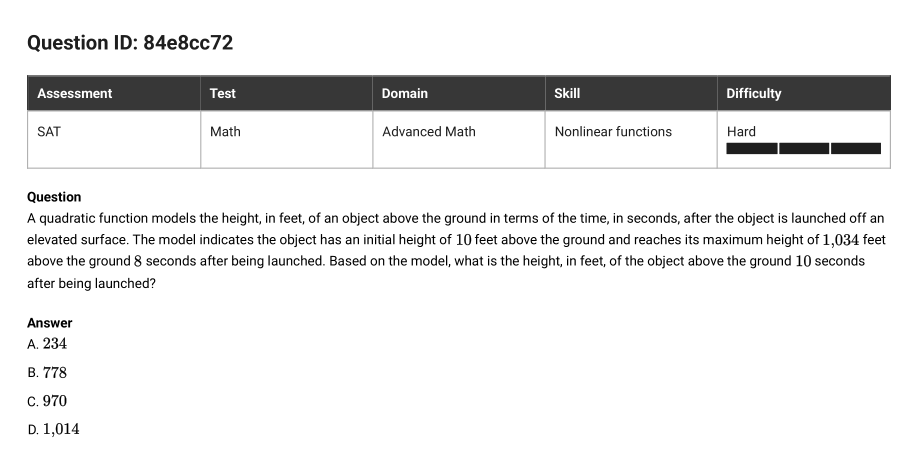 Question ID: 84e8cc72
Assessment Test Domain Skill Difficulty
SAT Math Advanced Math Nonlinear functions Hard
Question
A quadratic function models the height, in feet, of an object above the ground in terms of the time, in seconds, after the object is launched off an
elevated surface. The model indicates the object has an initial height of 10 feet above the ground and reaches its maximum height of 1,034 feet
above the ground 8 seconds after being launched. Based on the model, what is the height, in feet, of the object above the ground 10 seconds
after being launched?
Answer
A. 234
B. 778
C. 970
D. 1,014